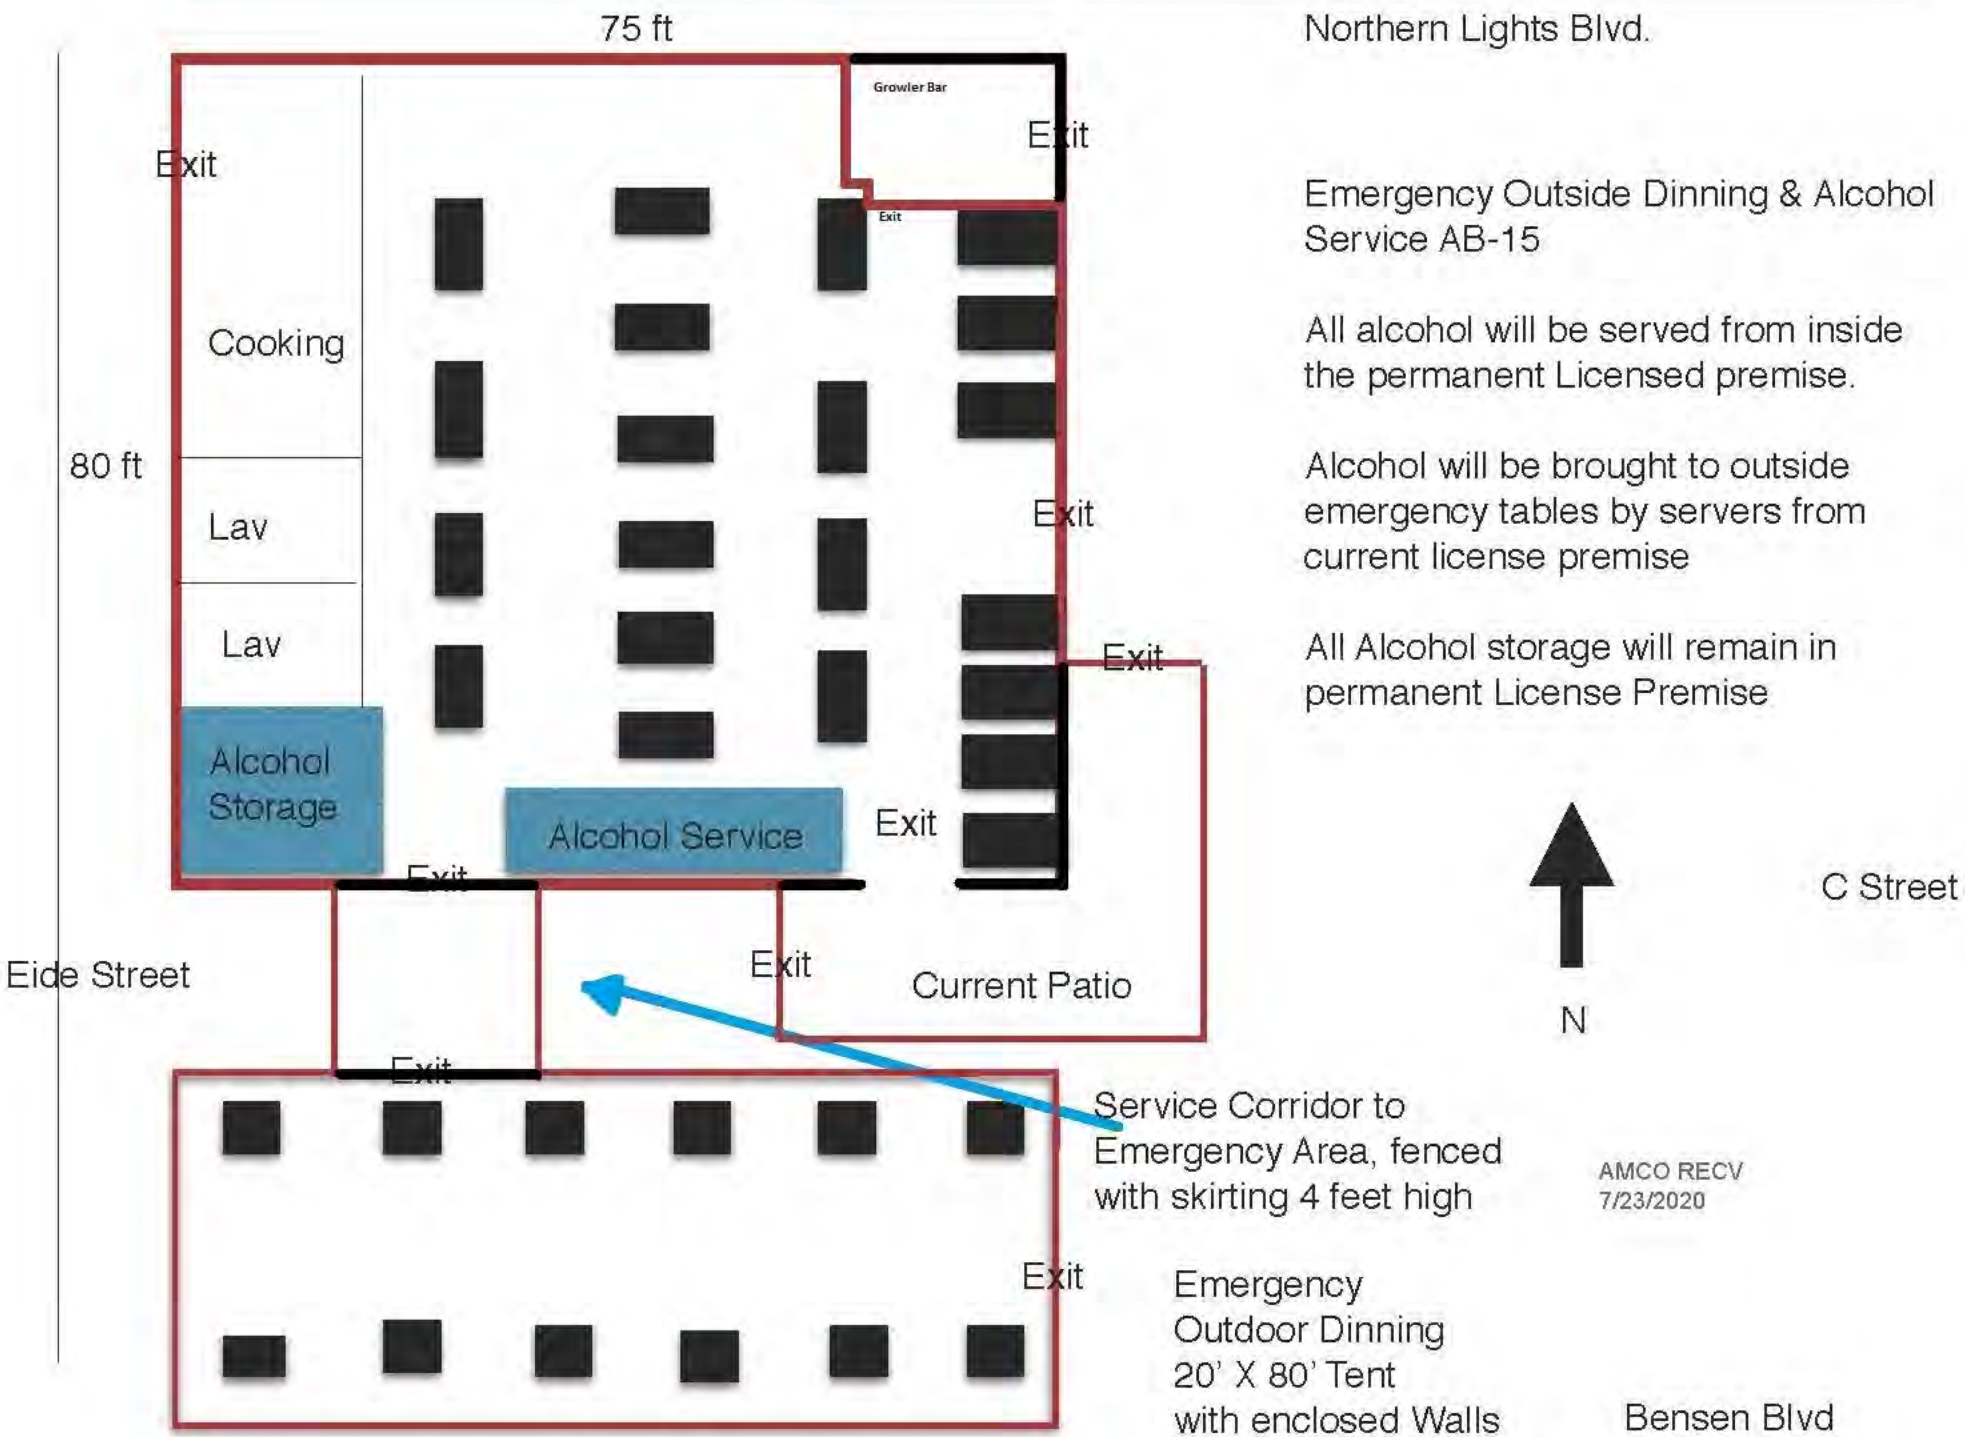 75 ft
Northern Lights Blvd.
Growler Bar
Exit
Exit
Emergency Outside Dinning & Alcohol
Service AB-15
Exit
All alcohol will be served from inside
the permanent Licensed premise.
Cooking
80 ft
Alcohol will be brought to outside
emergency tables by servers from
current license premise
Exit
Lav
Lav
Exit
All Alcohol storage will remain in
permanent License Premise
Alcohol
Storage
Alcohol Service
Exit
Exit
C Street
Eide Street
Exit
Current Patio
N
Exit
Service Corridor to
Emergency Area, fenced
with skirting 4 feet high
AMCO RECV
7/23/2020
Exit
Emergency
Outdoor Dinning
20' X 80' Tent
with enclosed Walls
Bensen Blvd